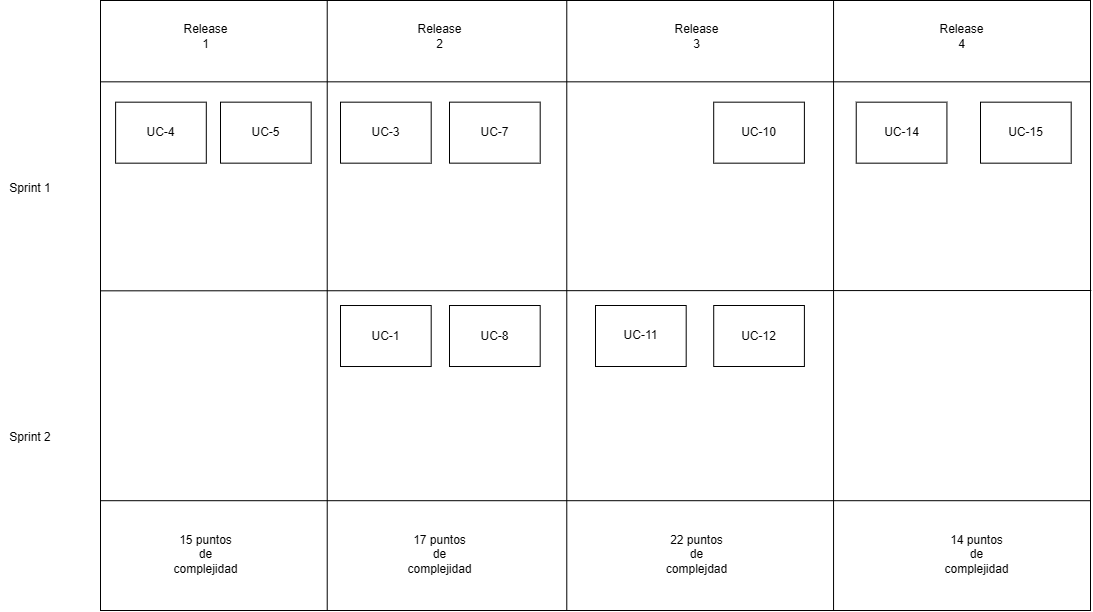 Release
1
Release
2
Release
3
Release
4
UC-4
UC-5
UC-3
UC-7
UC-10
UC-14
UC-15
Sprint 1
UC-1
UC-8
UC-11
UC-12
Sprint 2
15 puntos
de
complejidad
17 puntos
de
complejidad
22 puntos
de
complejdad
14 puntos
de
complejidad